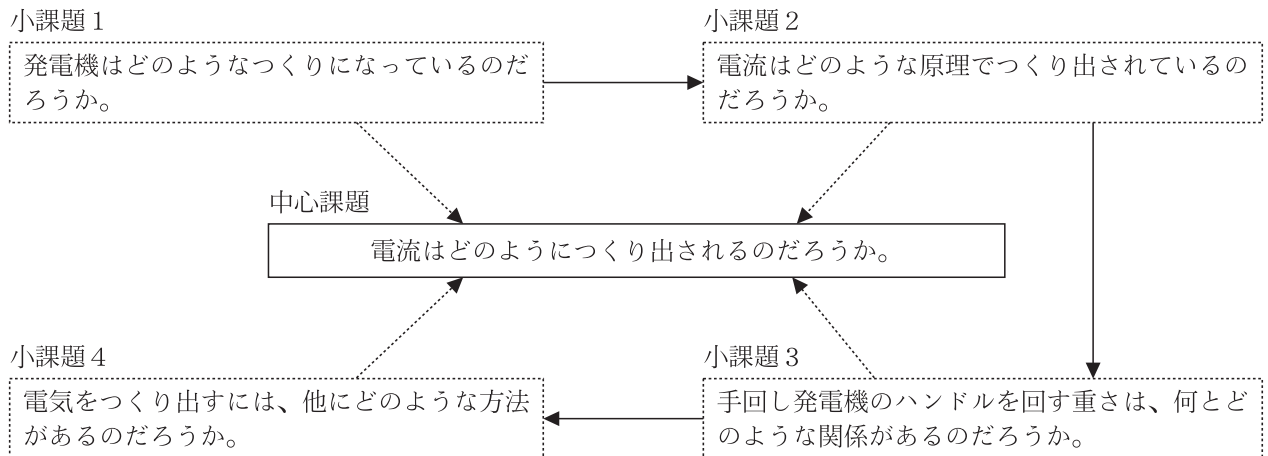 小課題1
発電機はどのようなつくりになっているのだ
ろうか。
小課題2
電流はどのような原理でつくり出されているの
だろうか。
中心課題
電流はどのようにつくり出されるのだろうか。
小課題4
電気をつくり出すには、他にどのような方法
があるのだろうか。
小課題3
手回し発電機のハンドルを回す重さは、何とど
のような関係があるのだろうか。